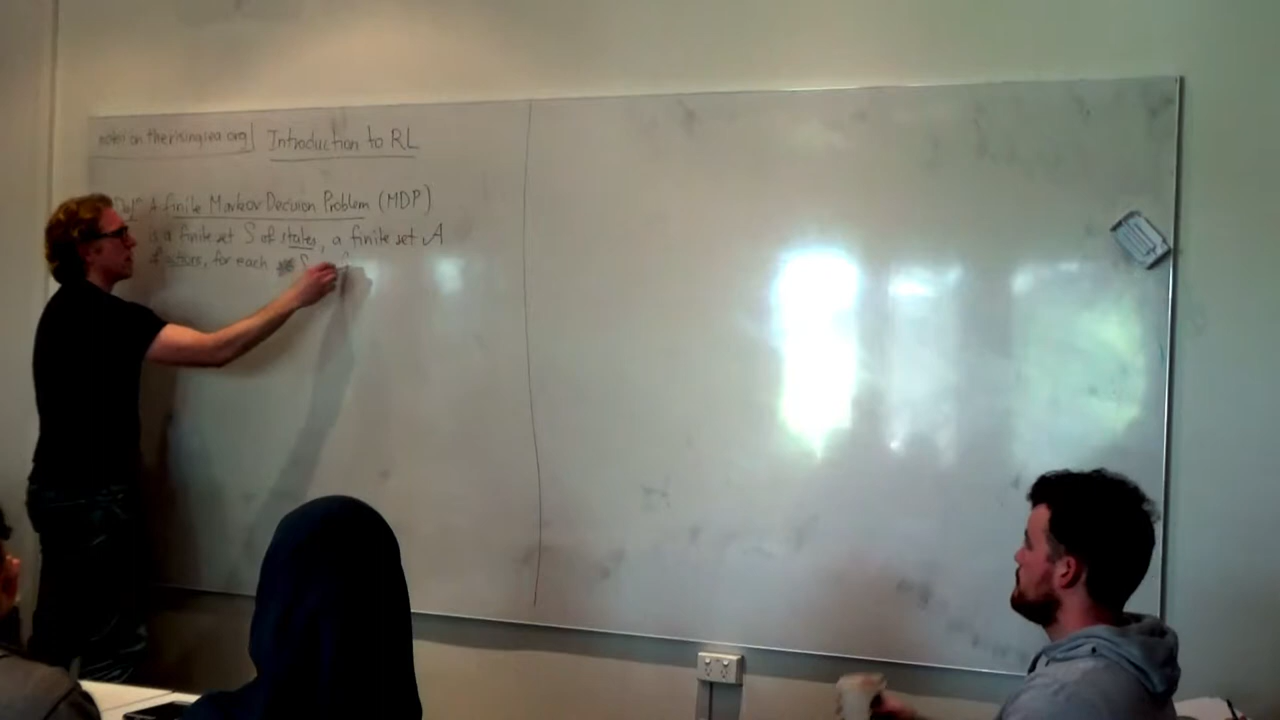 notes on therisingsea.org
Introduction to RL
Defn A finite Markov Decision Problem (MDP)
is a finite set S of states, a finite set A
of actions, for each S